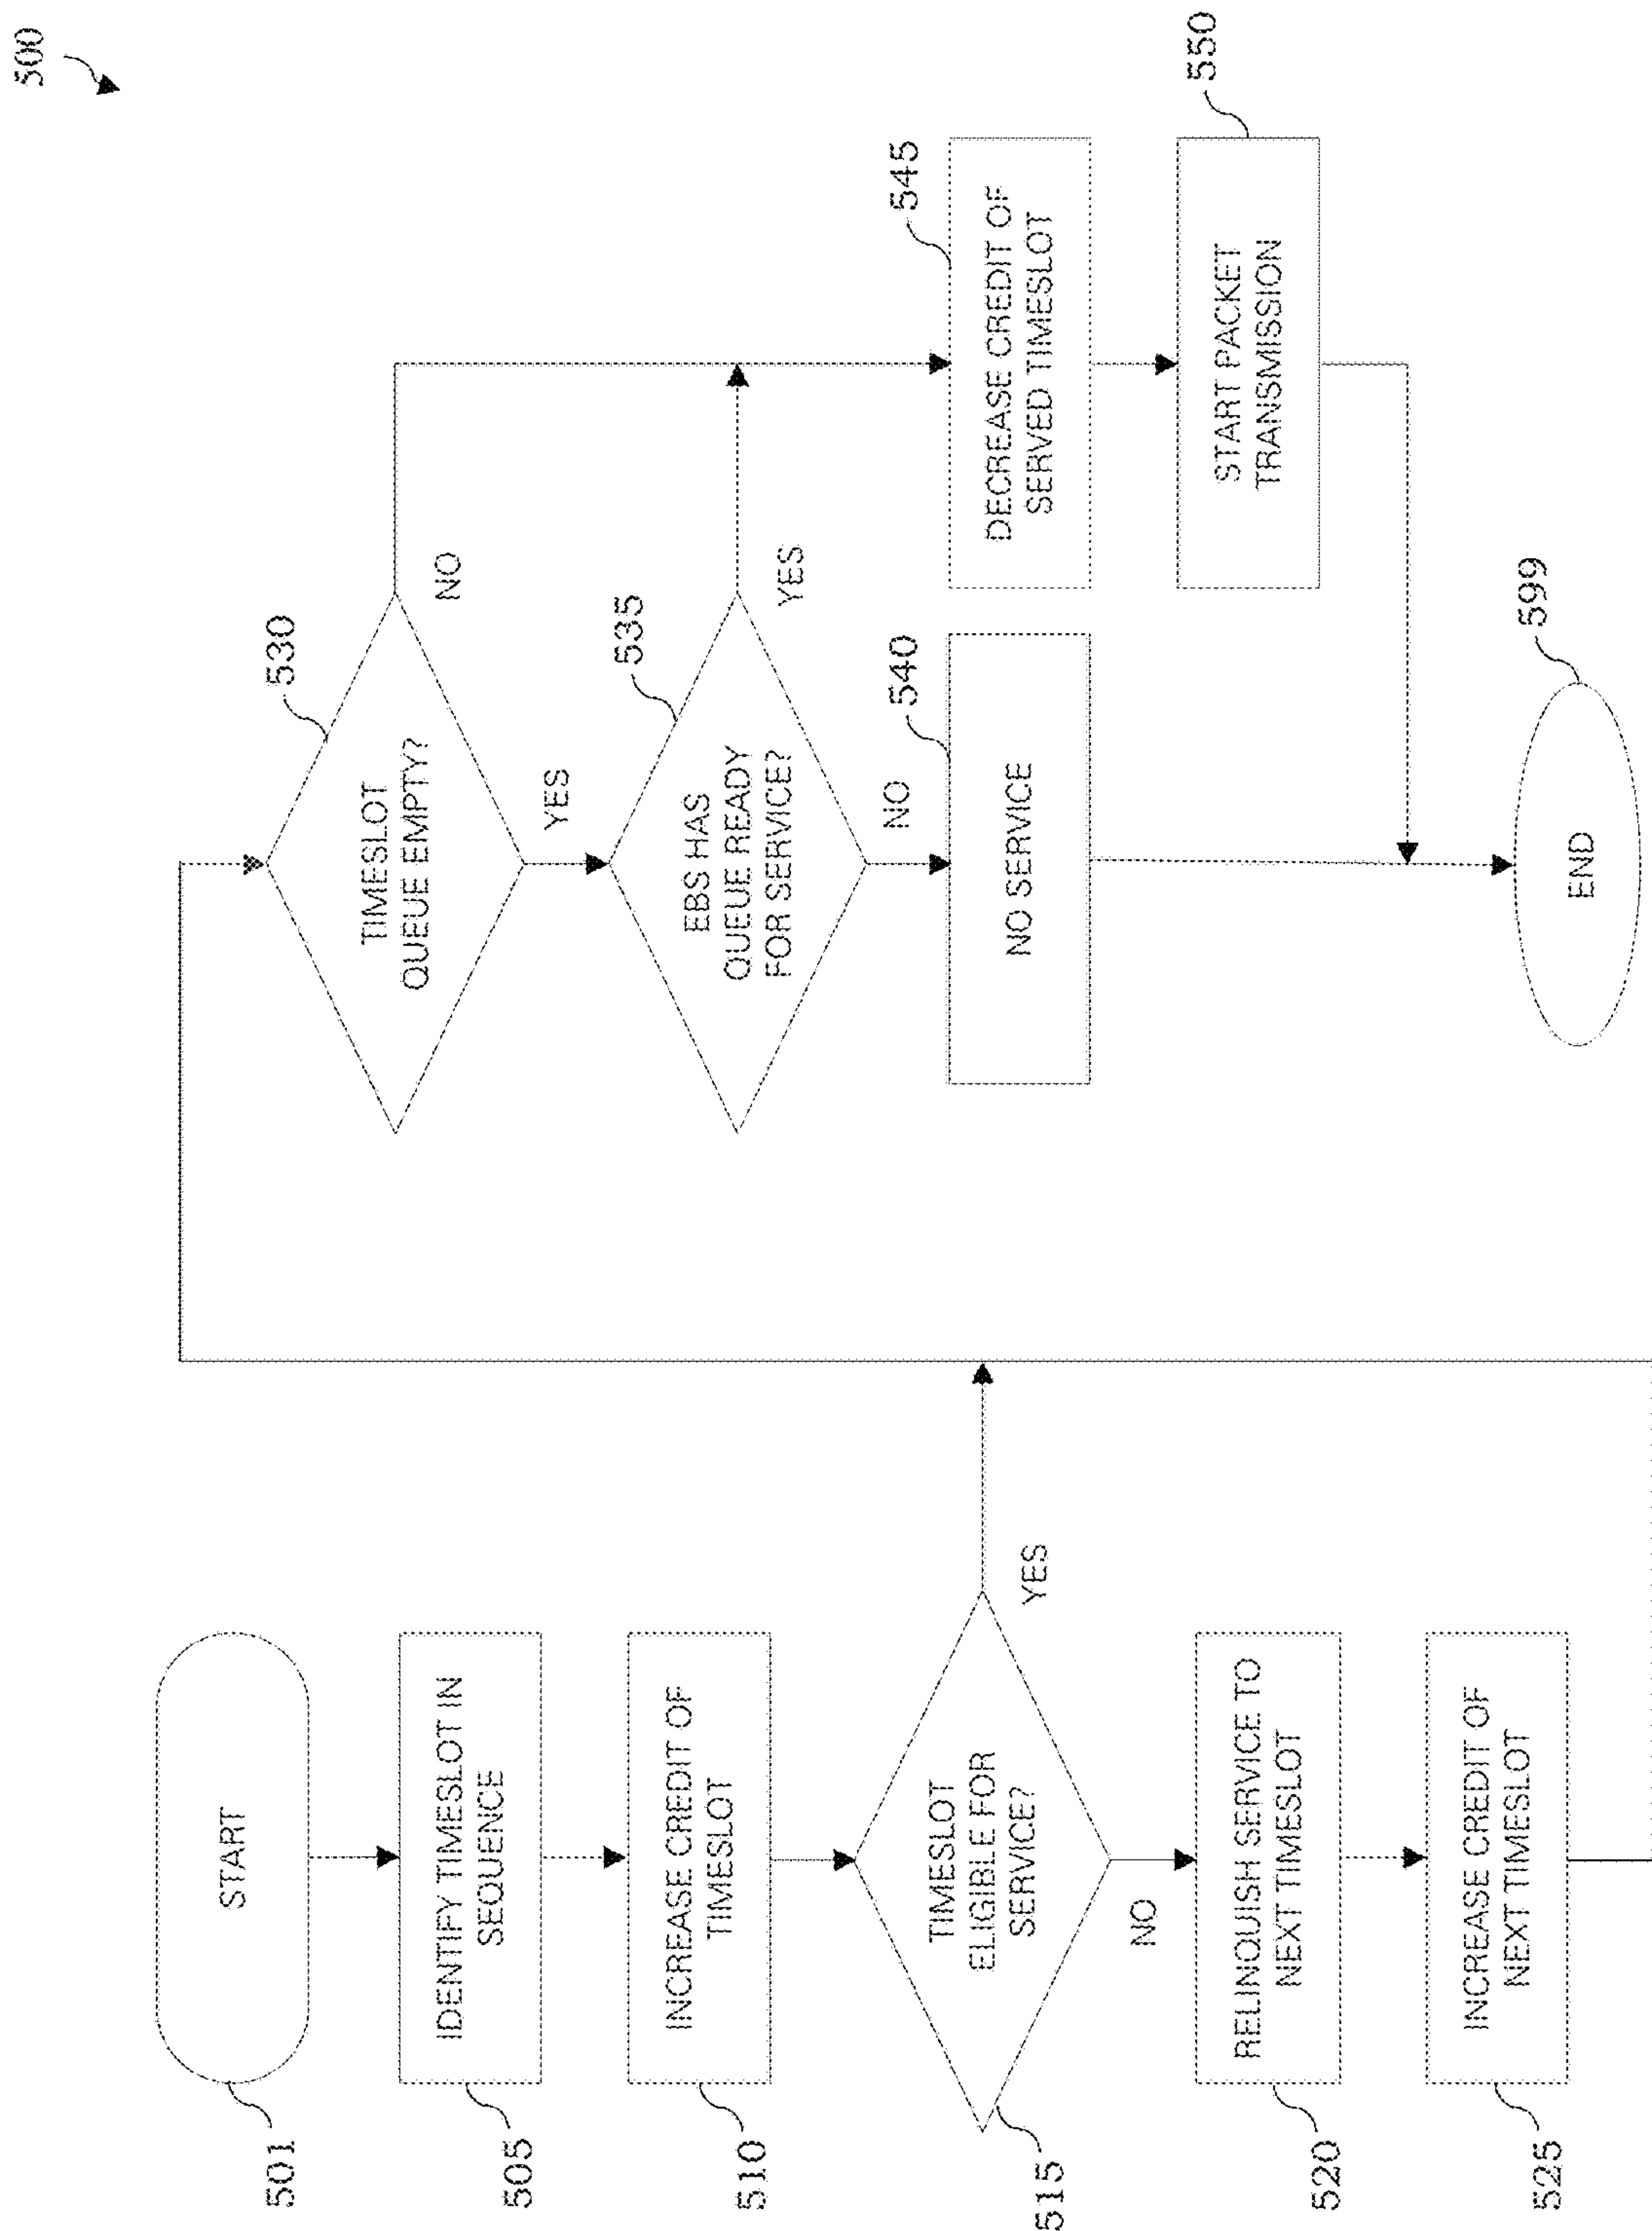 500
START
501
IDENTIFY TIMESLOT IN
SEQUENCE
505
INCREASE CREDIT OF
TIMESLOT
510
TIMESLOT
ELIGIBLE FOR
SERVICE?
515
YES
NO
RELINQUISH SERVICE TO
NEXT TIMESLOT
520
INCREASE CREDIT OF
NEXT TIMESLOT
525
TIMESLOT
QUEUE EMPTY?
530
NO
YES
EBS HAS
QUEUE READY
FOR SERVICE?
535
YES
NO
NO SERVICE
540
DECREASE CREDIT OF
SERVED TIMESLOT
545
START PACKET
TRANSMISSION
550
END
599